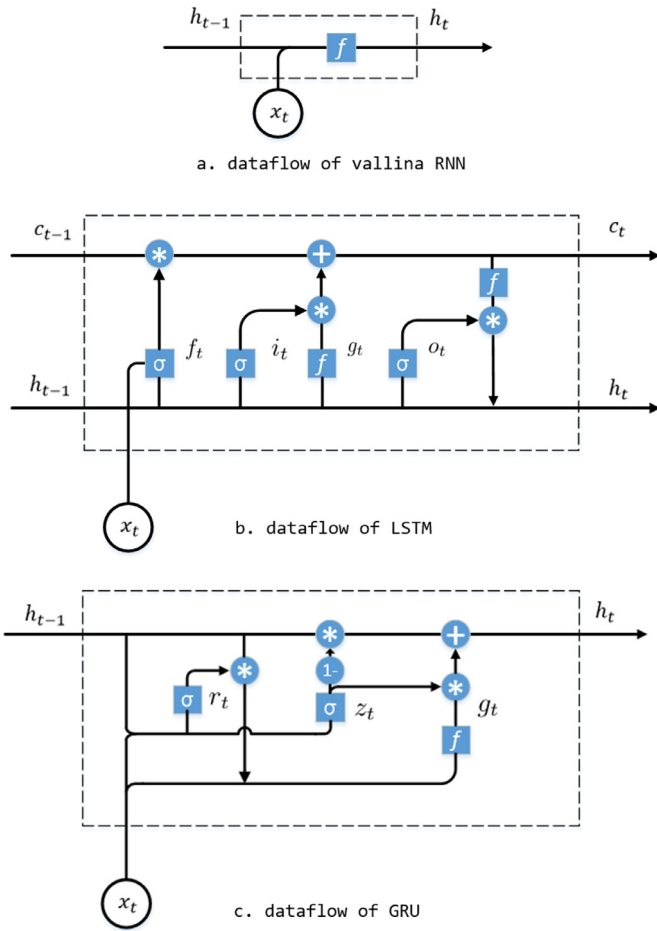 h_{t-1} h_t
f
x_t
a. dataflow of vallina RNN
c_{t-1} c_t
* +
f
* *
σ f_t σ i_t f g_t σ o_t
h_{t-1} h_t
x_t
b. dataflow of LSTM
h_{t-1} h_t
* +
* 1-
σ r_t σ z_t * g_t
f
x_t
c. dataflow of GRU